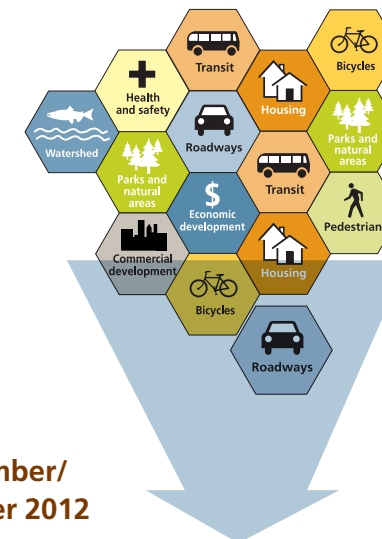 Transit
Bicycles
Health
and safety
Housing
Roadways
Watershed
Parks and
natural
areas
Parks and
natural
areas
Transit
$
Economic
development
Pedestrian
Commercial
development
Housing
Bicycles
Roadways
mber/
er 2012